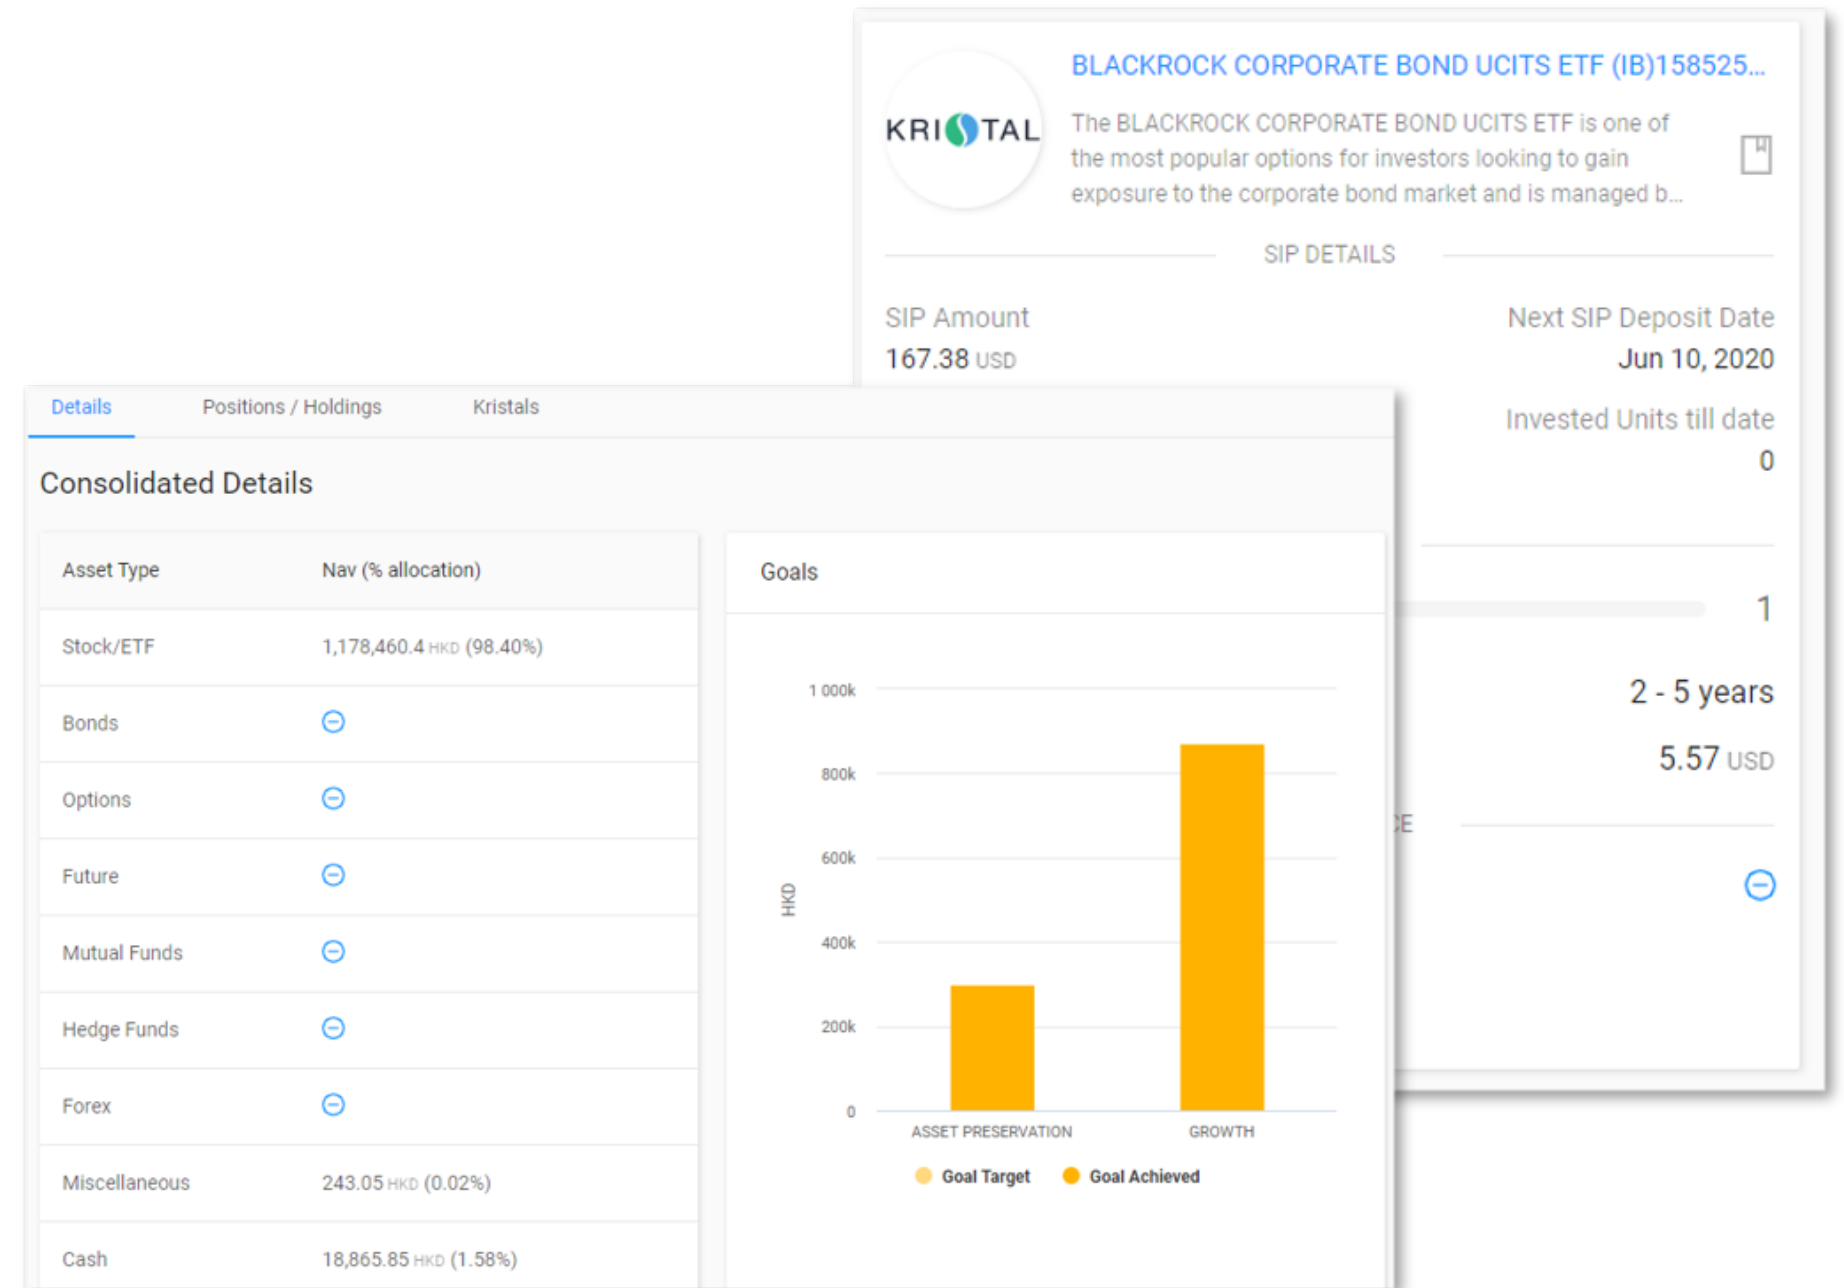 BLACKROCK CORPORATE BOND UCITS ETF (IB)158525...
KRISTAL
The BLACKROCK CORPORATE BOND UCITS ETF is one of
the most popular options for investors looking to gain
exposure to the corporate bond market and is managed b...
SIP DETAILS
SIP Amount
167.38 USD
Next SIP Deposit Date
Jun 10, 2020
Invested Units till date
0
1
2 - 5 years
5.57 USD
CE
Details
Positions / Holdings
Kristals
Consolidated Details
Asset Type
Nav (% allocation)
Stock/ETF
1,178,460.4 HKD (98.40%)
Bonds
Options
Future
Mutual Funds
Hedge Funds
Forex
Miscellaneous
243.05 HKD (0.02%)
Cash
18,865.85 HKD (1.58%)
Goals
1 000k
800k
600k
400k
200k
0
HKD
ASSET PRESERVATION
GROWTH
Goal Target
Goal Achieved